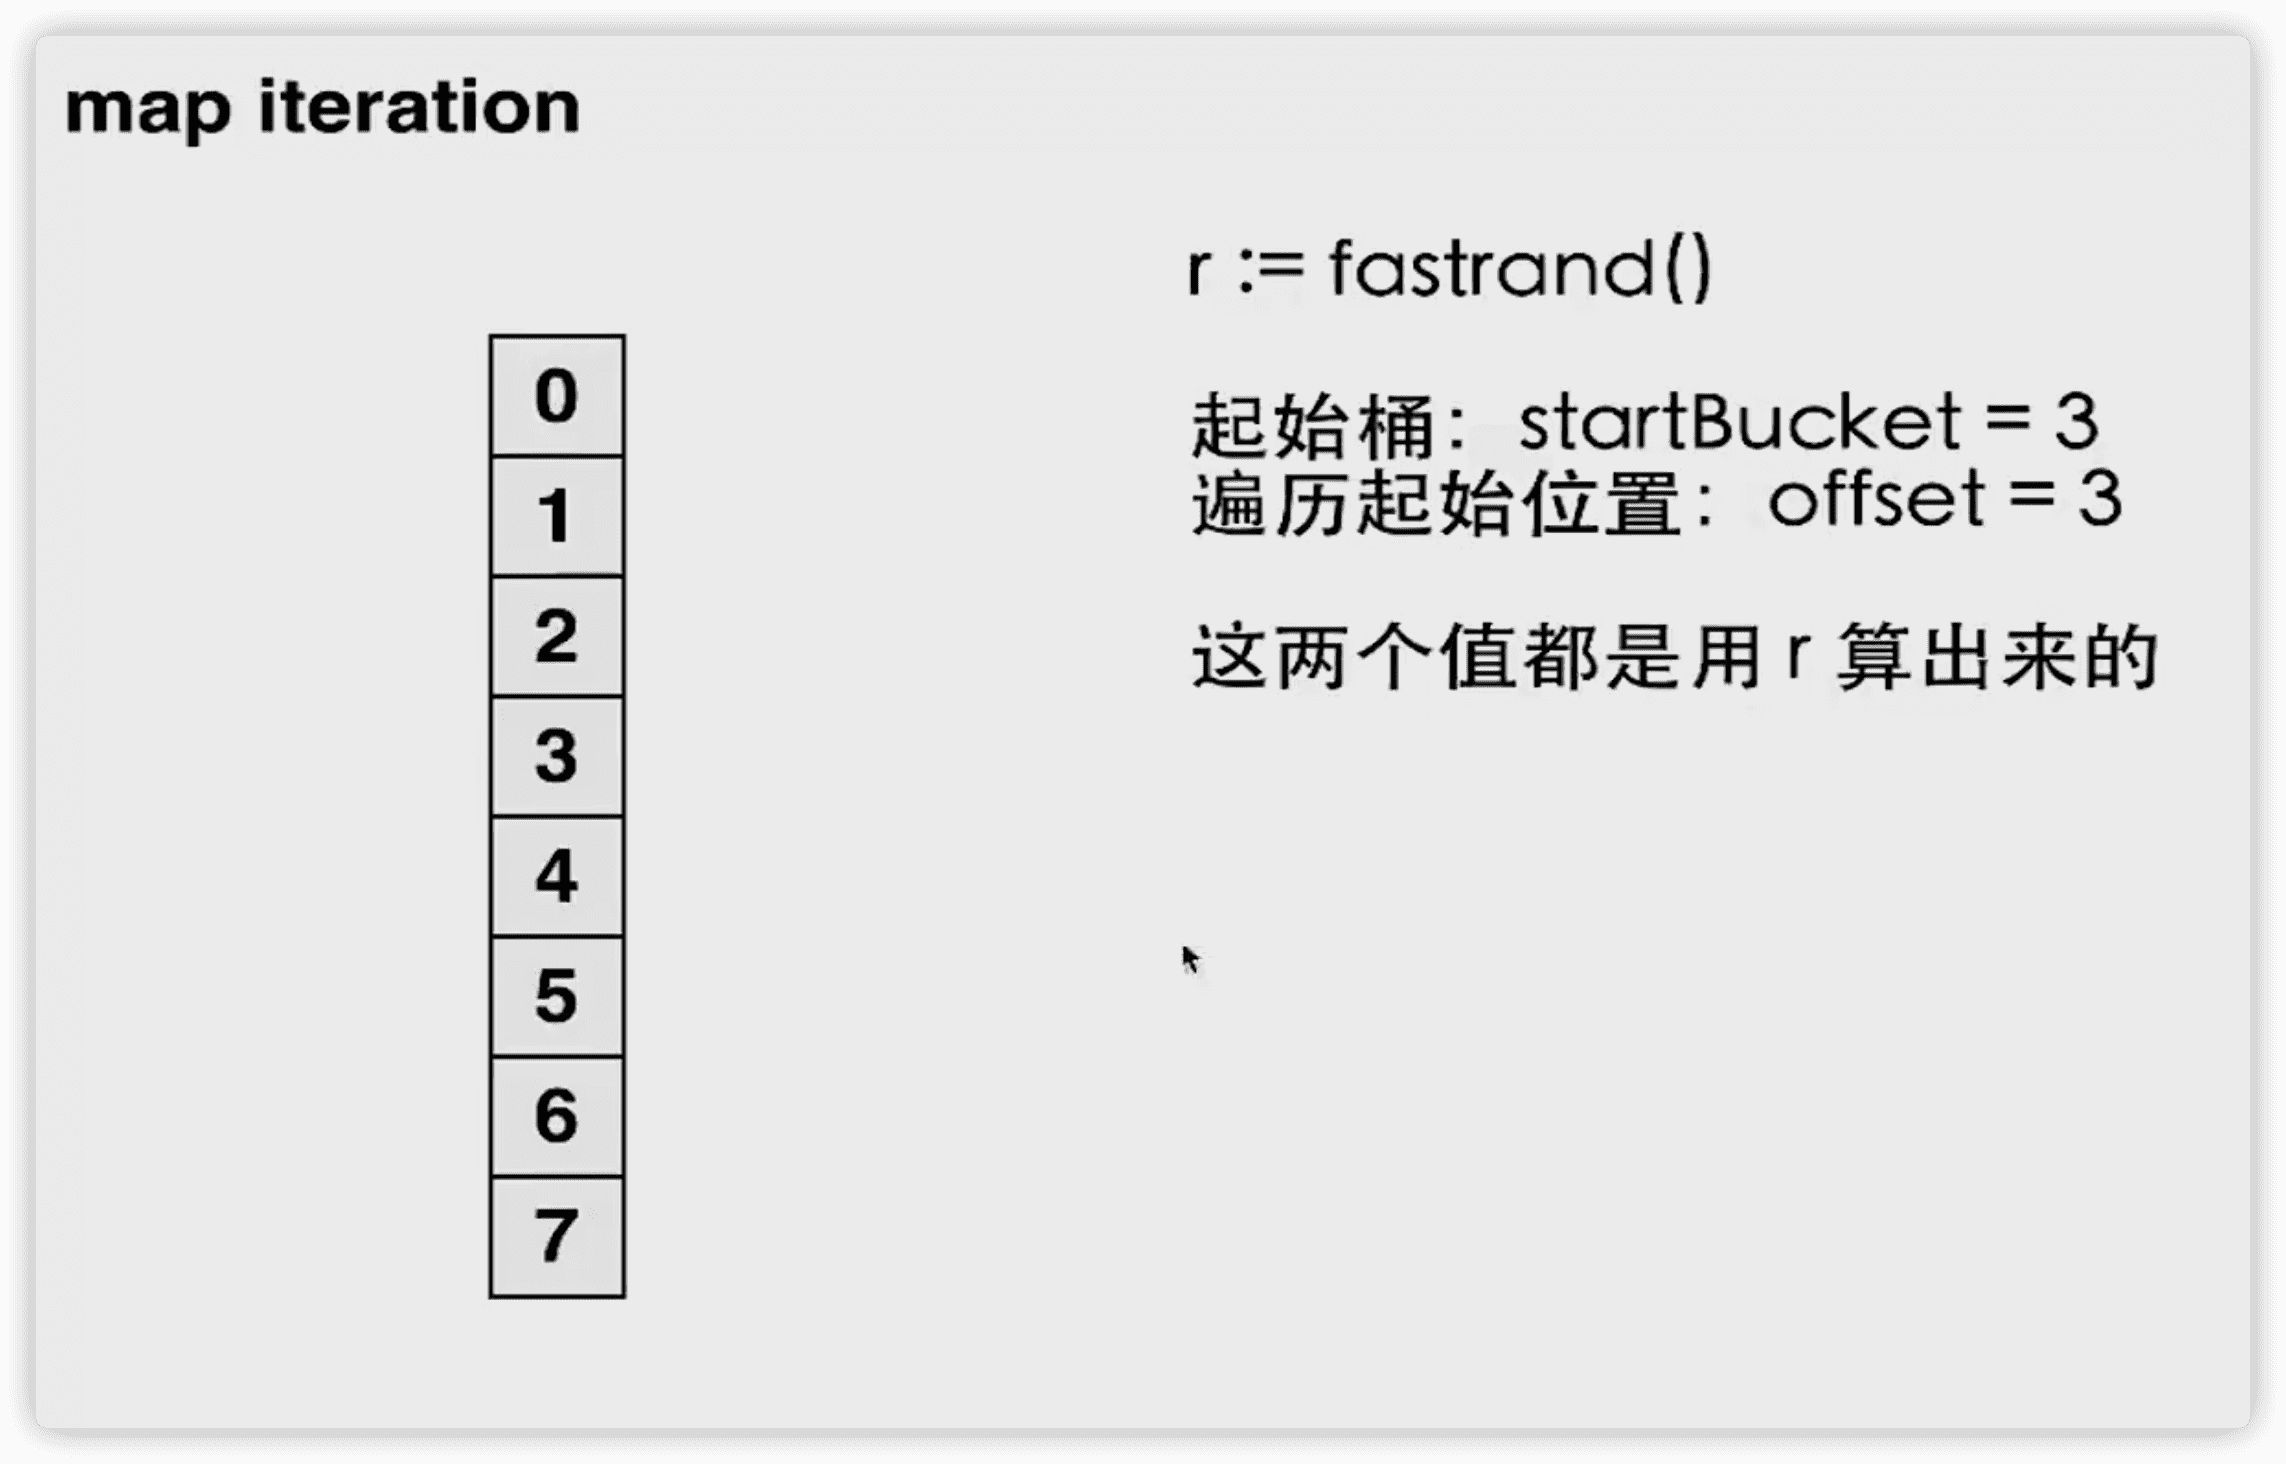 map iteration
0
1
2
3
4
5
6
7
r := fastrand()
起始桶：startBucket = 3
遍历起始位置：offset = 3
这两个值都是用 r 算出来的